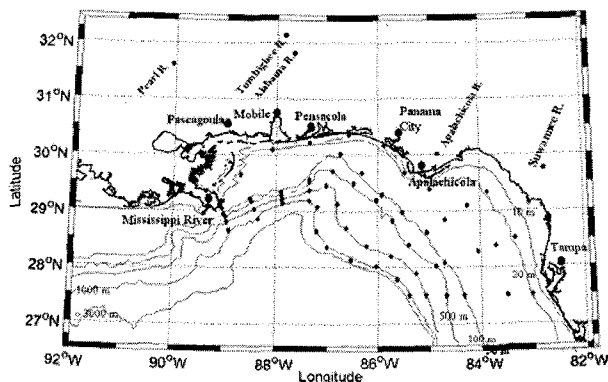 32°N
31°N
30°N
29°N
28°N
27°N
Latitude
Pearl R.
Tombigbee R.
Alabama R.
Apalachicola R.
Suwannee R.
Pascagoula
Mobile
Pensacola
Panama
City
Apalachicola
Mississippi River
Tampa
10 m
20 m
100 m
500 m
1000 m
3000 m
92°W
90°W
88°W
86°W
84°W
82°W
Longitude